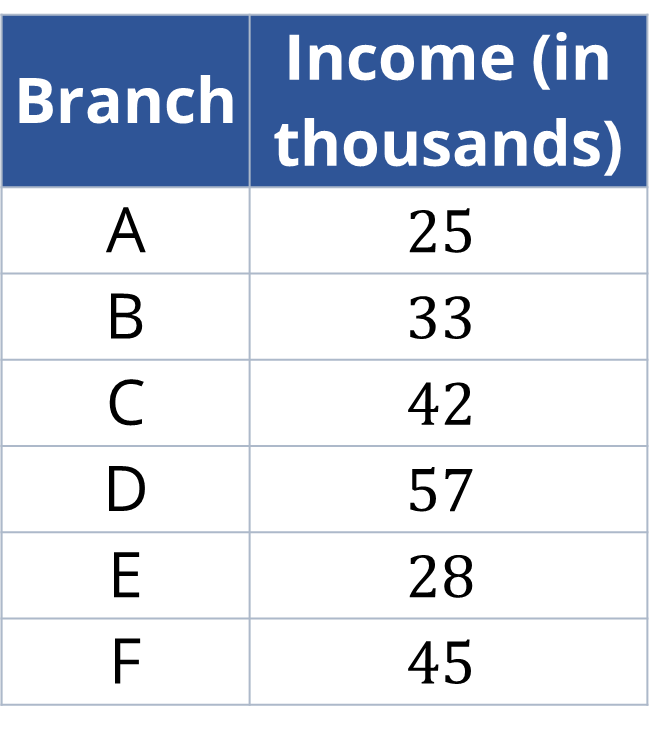 Branch
Income (in
thousands)
A 25
B 33
C 42
D 57
E 28
F 45